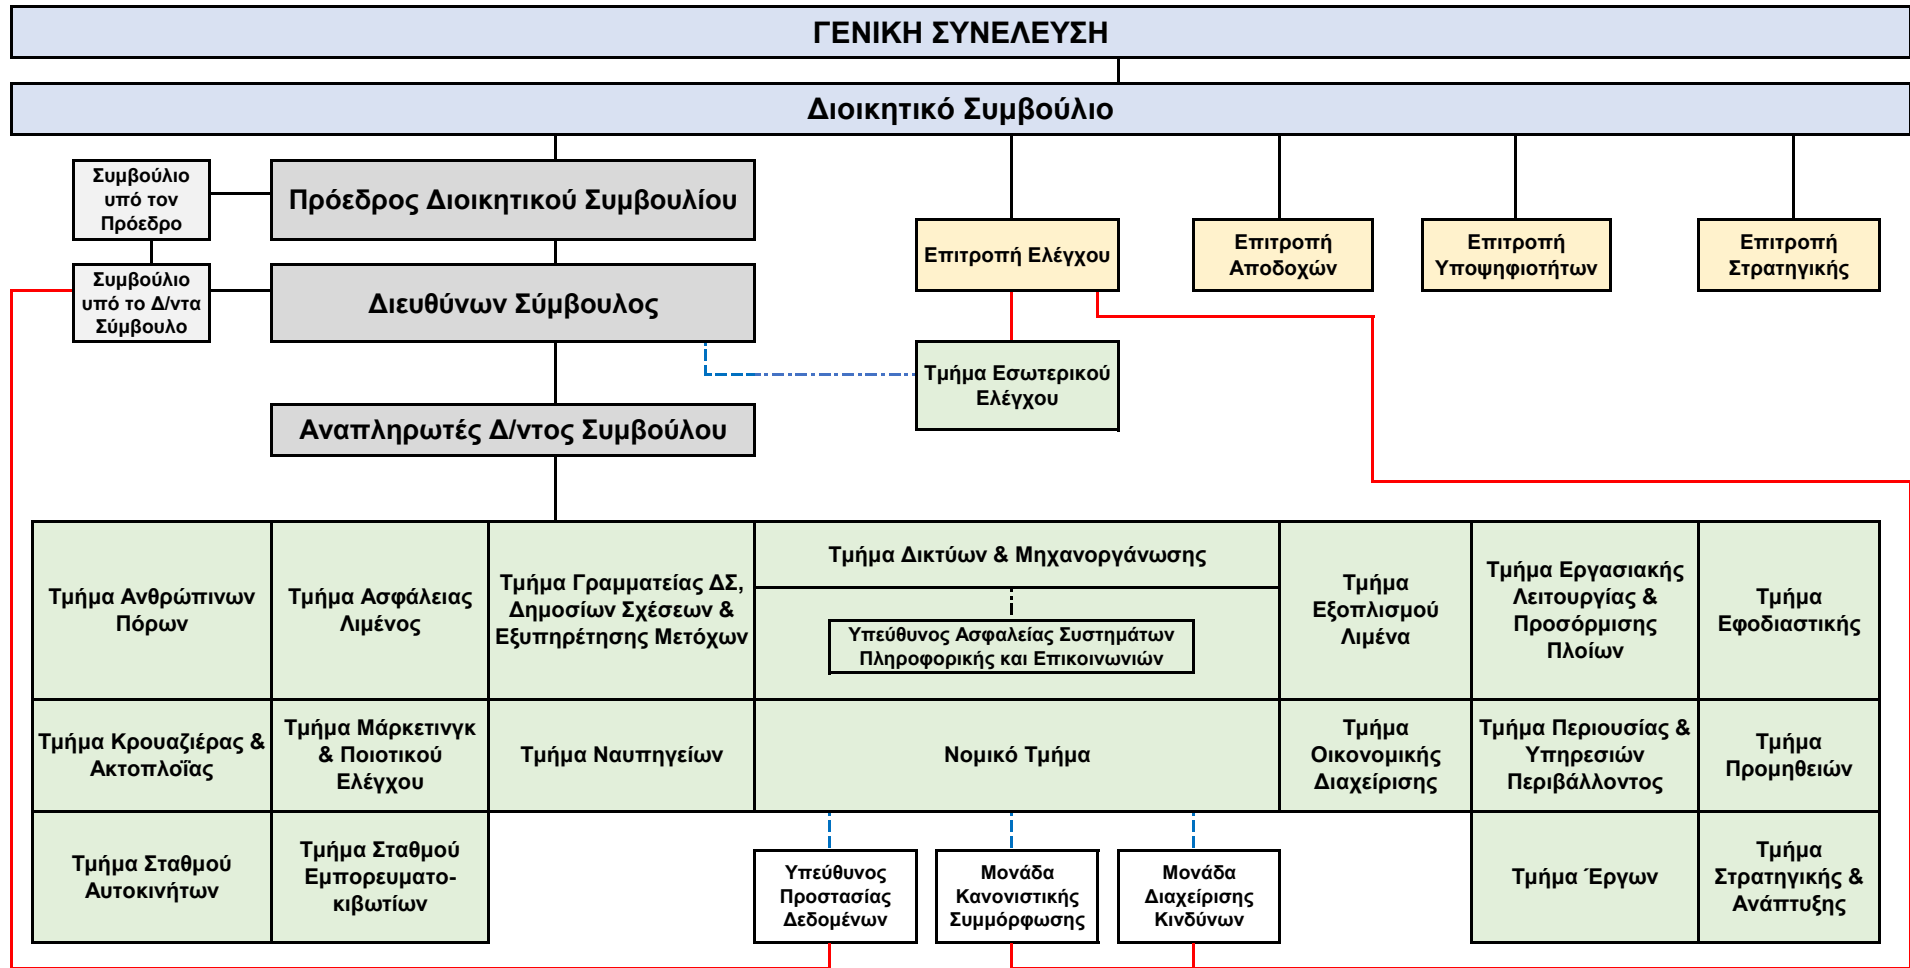 ΓΕΝΙΚΗ ΣΥΝΕΛΕΥΣΗ
Διοικητικό Συμβούλιο
Συμβούλιο
υπό τον
Πρόεδρο
Πρόεδρος Διοικητικού Συμβουλίου
Επιτροπή Ελέγχου
Επιτροπή
Αποδοχών
Επιτροπή
Υποψηφιοτήτων
Επιτροπή
Στρατηγικής
Συμβούλιο
υπό το Δ/ντα
Σύμβουλο
Διευθύνων Σύμβουλος
Τμήμα Εσωτερικού
Ελέγχου
Αναπληρωτές Δ/ντος Συμβούλου
Τμήμα Ανθρώπινων
Πόρων
Τμήμα Ασφάλειας
Λιμένος
Τμήμα Γραμματείας ΔΣ,
Δημοσίων Σχέσεων &
Εξυπηρέτησης Μετόχων
Τμήμα Δικτύων & Μηχανοργάνωσης
Υπεύθυνος Ασφαλείας Συστημάτων
Πληροφορικής και Επικοινωνιών
Τμήμα
Εξοπλισμού
Λιμένα
Τμήμα Εργασιακής
Λειτουργίας &
Προσόρμισης
Πλοίων
Τμήμα
Εφοδιαστικής
Τμήμα Κρουαζιέρας &
Ακτοπλοΐας
Τμήμα Μάρκετινγκ
& Ποιοτικού
Ελέγχου
Τμήμα Ναυπηγείων
Νομικό Τμήμα
Τμήμα
Οικονομικής
Διαχείρισης
Τμήμα Περιουσίας &
Υπηρεσιών
Περιβάλλοντος
Τμήμα
Προμηθειών
Τμήμα Σταθμού
Αυτοκινήτων
Τμήμα Σταθμού
Εμπορευματο-
κιβωτίων
Υπεύθυνος
Προστασίας
Δεδομένων
Μονάδα
Κανονιστικής
Συμμόρφωσης
Μονάδα
Διαχείρισης
Κινδύνων
Τμήμα Έργων
Τμήμα
Στρατηγικής &
Ανάπτυξης